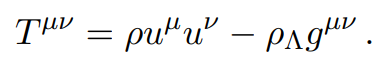 T^{μν} = ρu^μ u^ν − ρ_Λ g^{μν} .